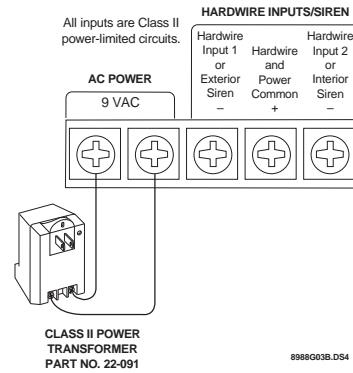 HARDWIRE INPUTS/SIREN
All inputs are Class II
power-limited circuits.
Hardwire
Input 1
or
Exterior
Siren
–
Hardwire
and
Power
Common
+
Hardwire
Input 2
or
Interior
Siren
–
AC POWER
9 VAC
CLASS II POWER
TRANSFORMER
PART NO. 22-091
8988G03B.DS4